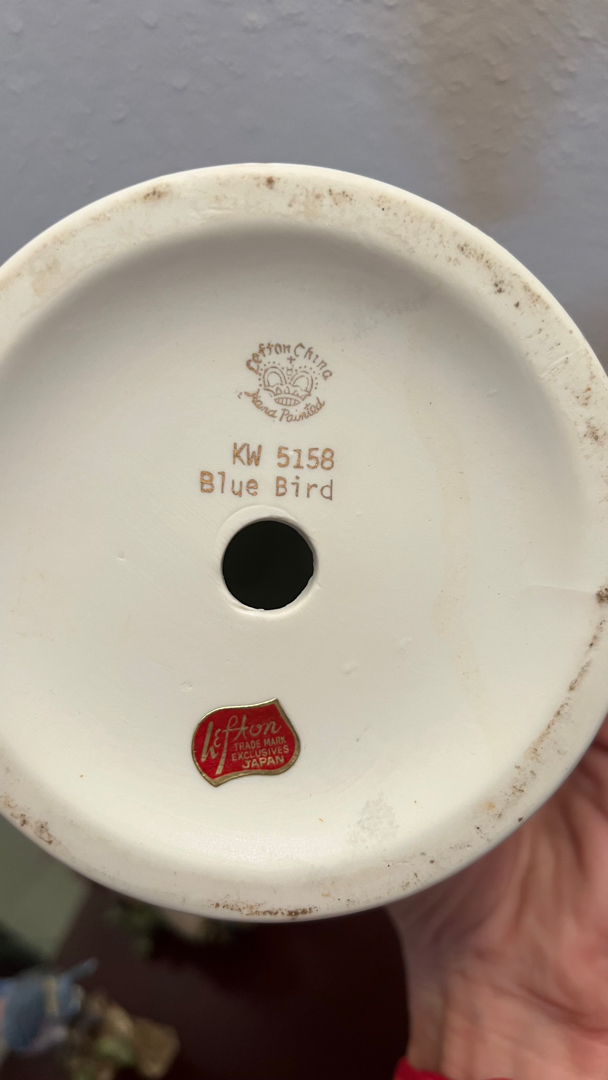 Lefton China
Hand Painted
KW 5158
Blue Bird
Lefton
TRADE MARK
EXCLUSIVES
JAPAN